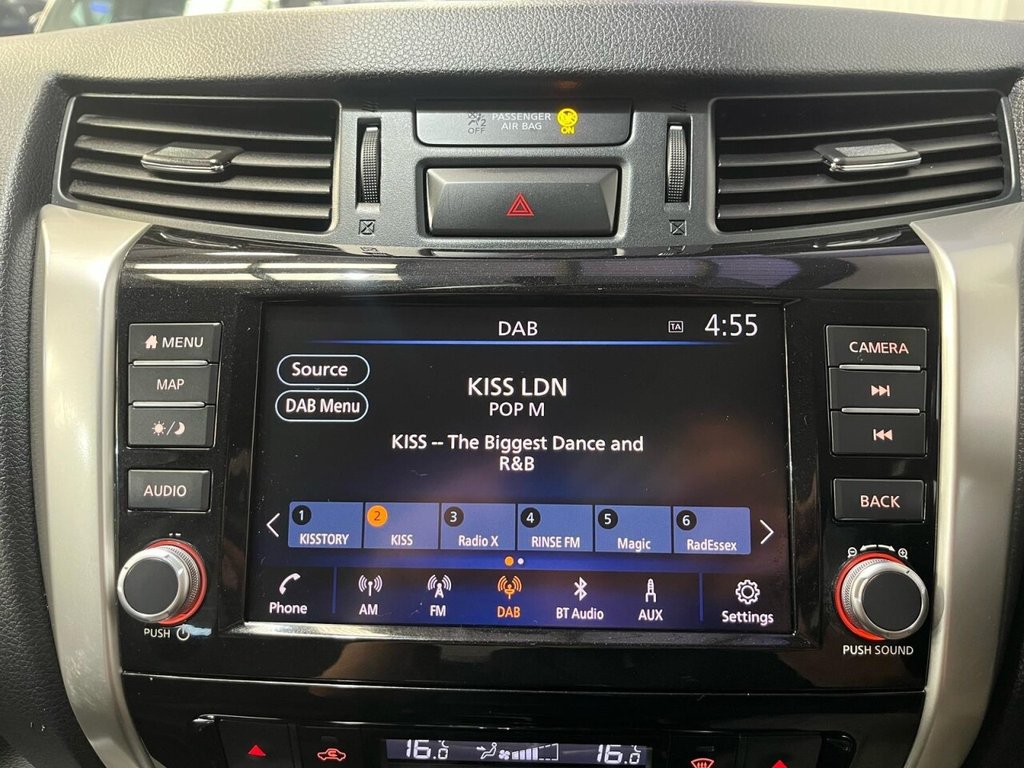 OFF PASSENGER AIR BAG ON
DAB TA 4:55
MENU
MAP
AUDIO
PUSH
Source
DAB Menu
KISS LDN
POP M
KISS -- The Biggest Dance and
R&B
1 KISSTORY
2 KISS
3 Radio X
4 RINSE FM
5 Magic
6 RadEssex
Phone
AM
FM
DAB
BT Audio
AUX
Settings
CAMERA
BACK
PUSH SOUND
16.0
16.0